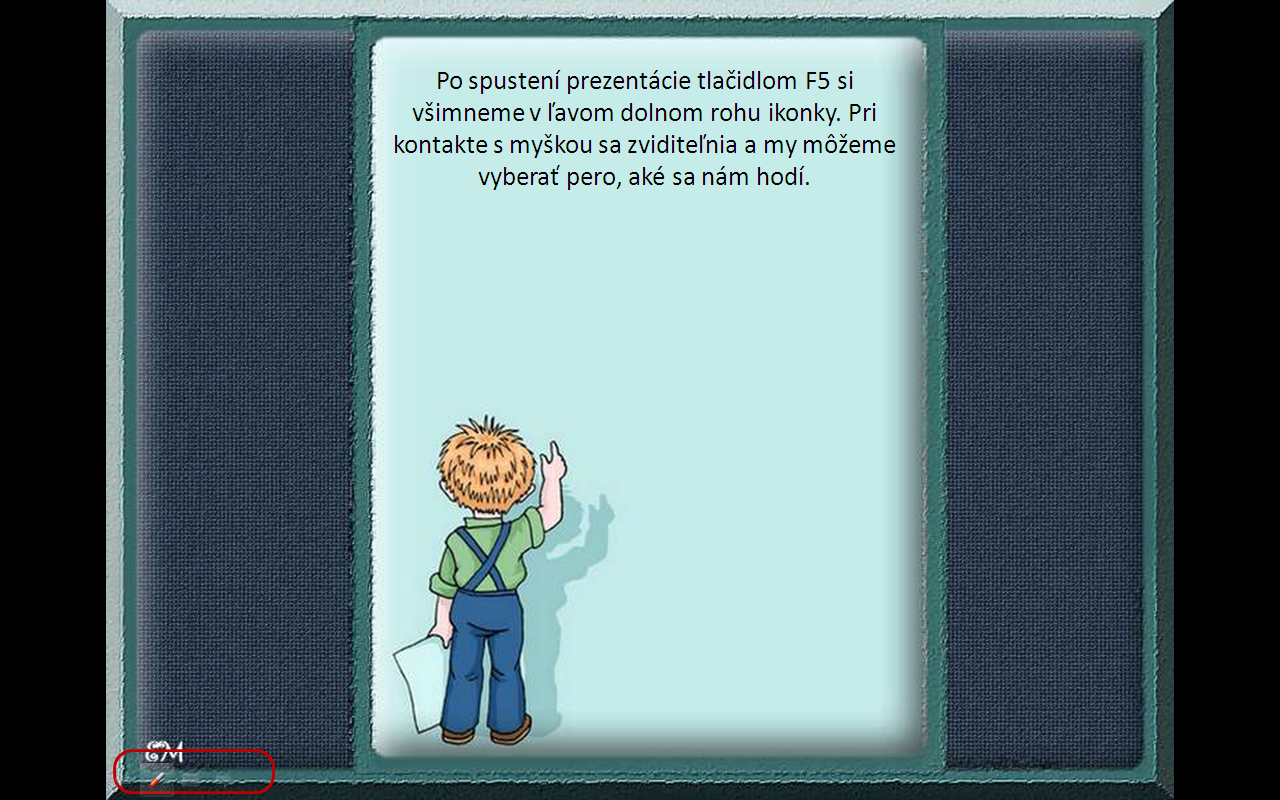 Po spustení prezentácie tlačidlom F5 si
všimneme v ľavom dolnom rohu ikonky. Pri
kontakte s myškou sa zviditeľnia a my môžeme
vyberať pero, aké sa nám hodí.